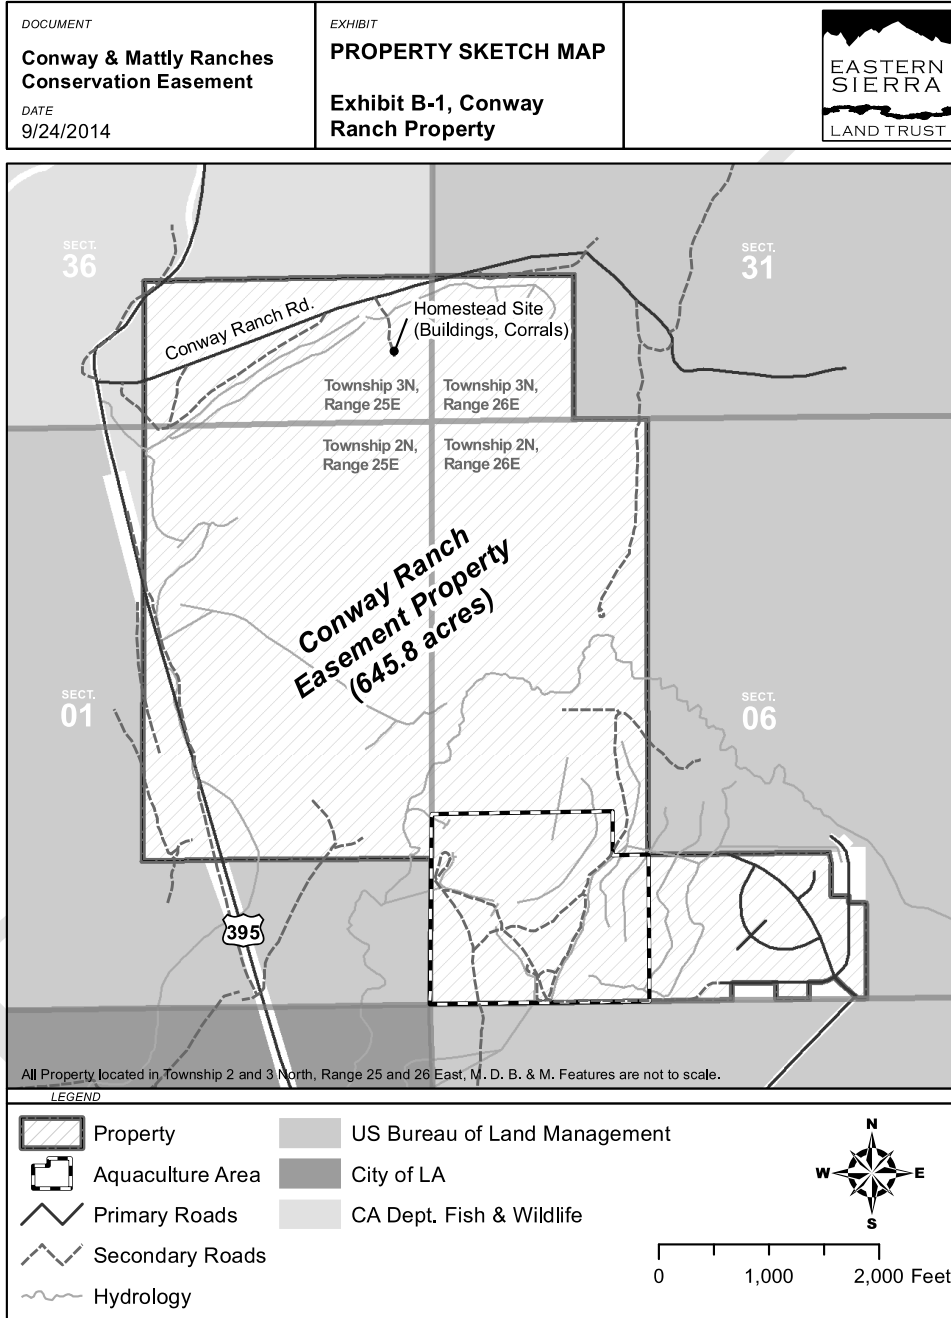 DOCUMENT
Conway & Mattly Ranches
Conservation Easement
DATE
9/24/2014
EXHIBIT
PROPERTY SKETCH MAP
Exhibit B-1, Conway
Ranch Property
EASTERN
SIERRA
LAND TRUST
SECT.
36
SECT.
31
Conway Ranch Rd.
Homestead Site
(Buildings, Corrals)
Township 3N,
Range 25E
Township 3N,
Range 26E
Township 2N,
Range 25E
Township 2N,
Range 26E
Conway Ranch
Easement Property
(645.8 acres)
SECT.
01
SECT.
06
395
All Property located in Township 2 and 3 North, Range 25 and 26 East, M. D. B. & M. Features are not to scale.
LEGEND
Property
Aquaculture Area
Primary Roads
Secondary Roads
Hydrology
US Bureau of Land Management
City of LA
CA Dept. Fish & Wildlife
N
W
E
S
0
1,000
2,000 Feet